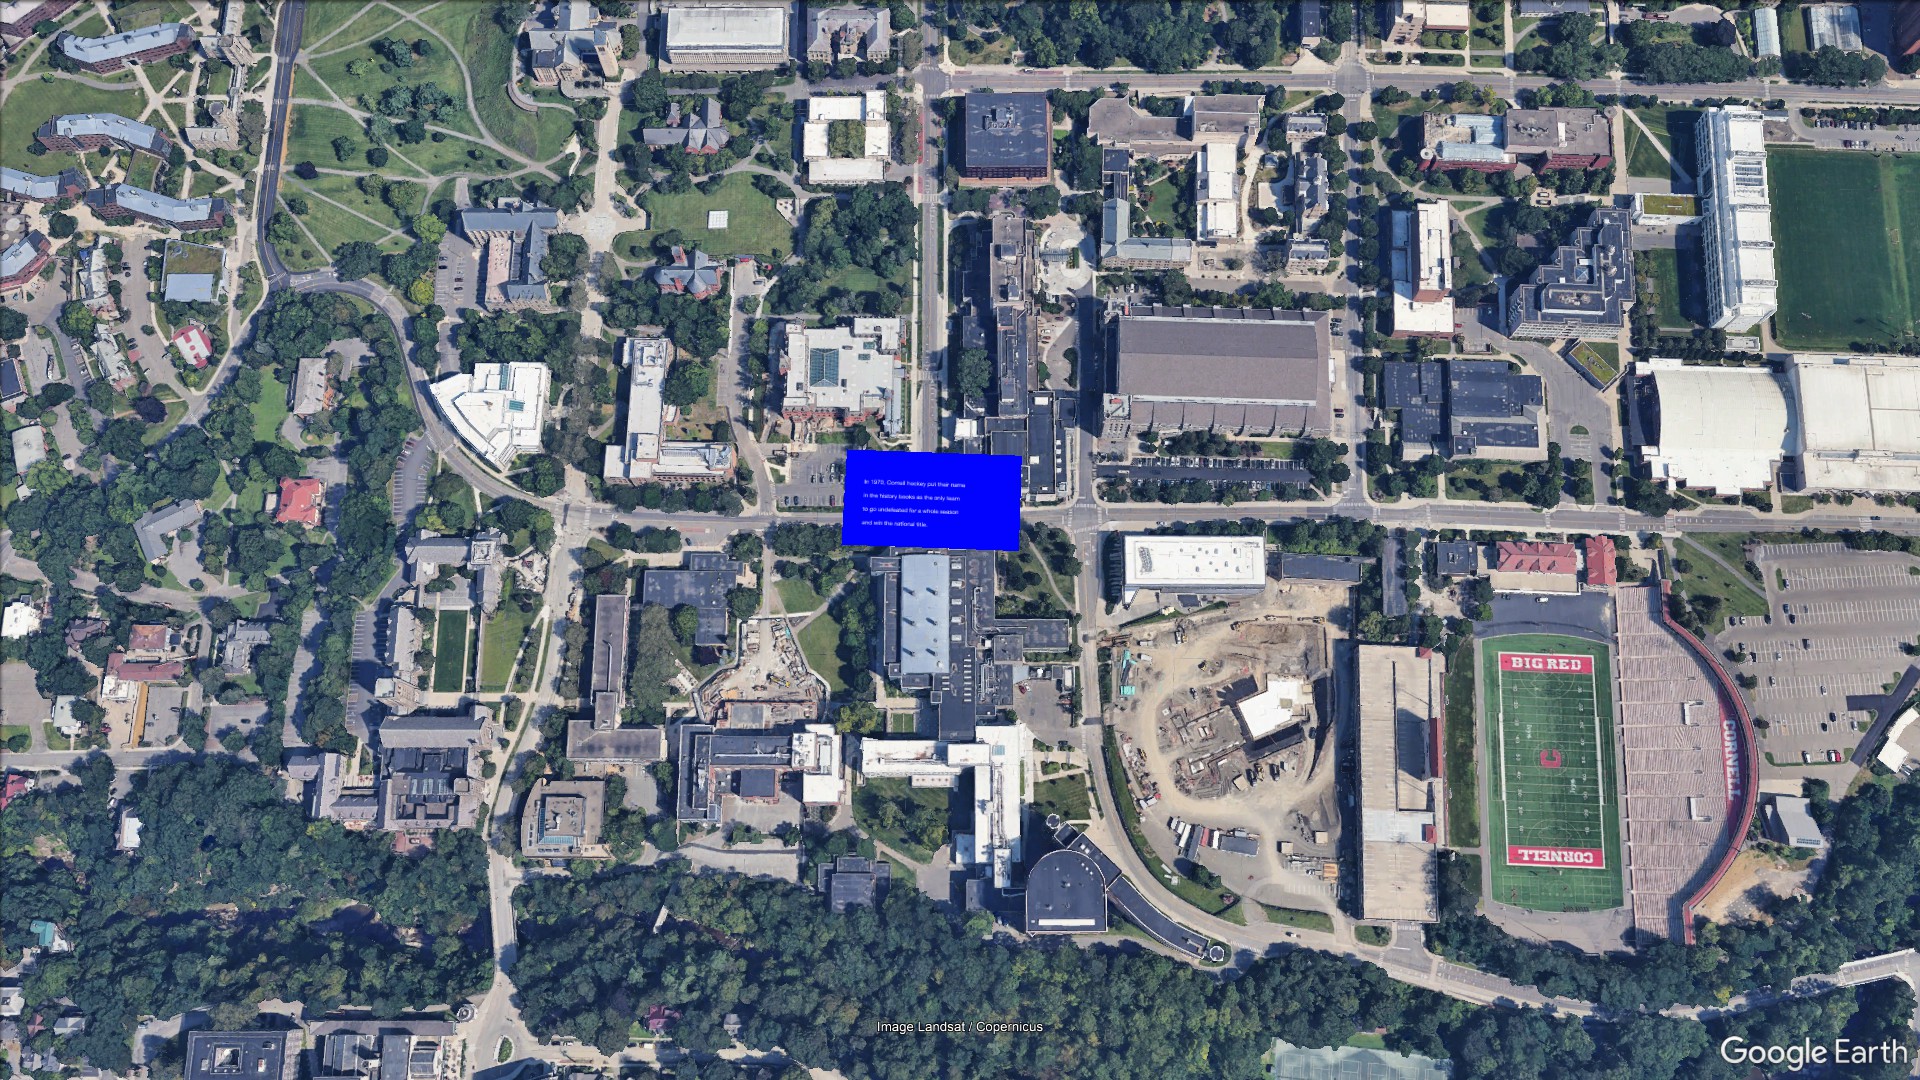 In 1973, Cornell hockey put their name
in the history books as the only team
to go undefeated for a whole season
and win the national title.
BIG RED
C
CORNELL
CORNELL
Image Landsat / Copernicus
Google Earth